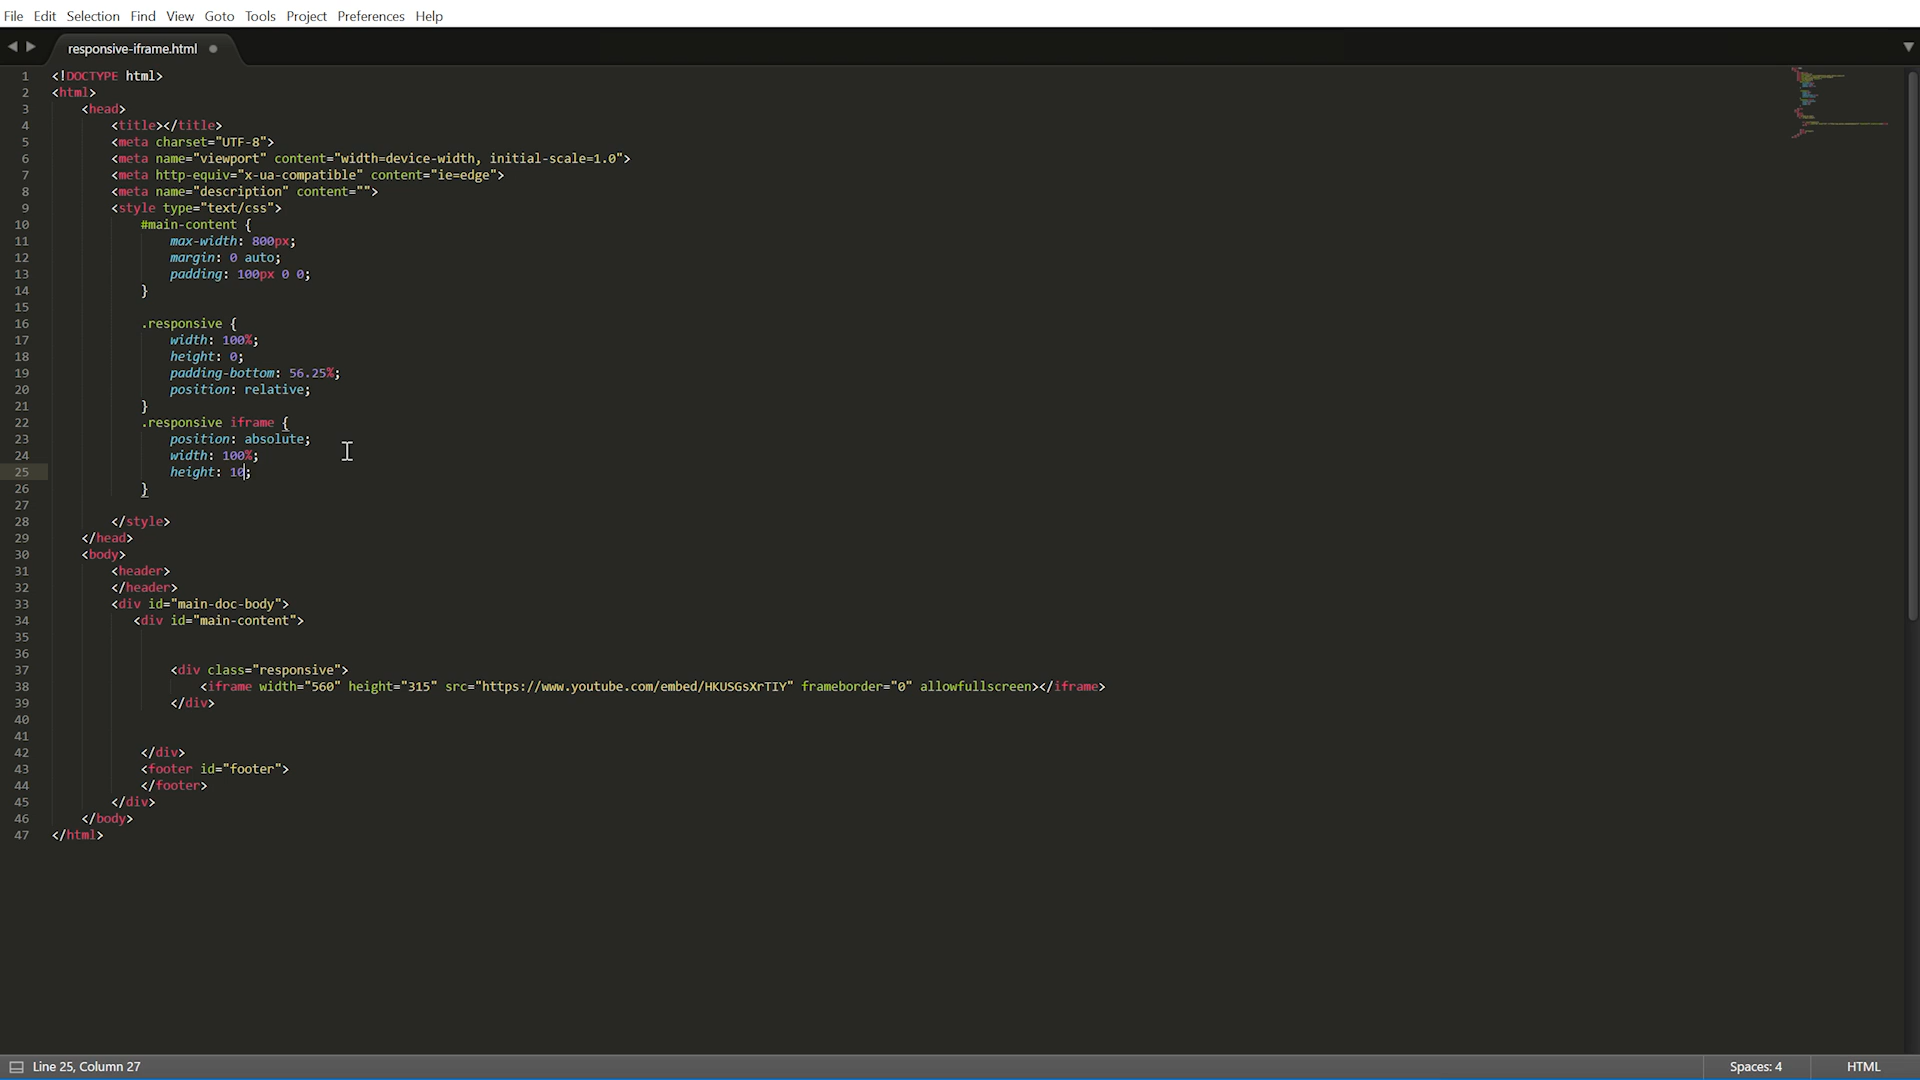 File Edit Selection Find View Goto Tools Project Preferences Help
responsive-iframe.html
1 <!DOCTYPE html>
2 <html>
3 <head>
4 <title></title>
5 <meta charset="UTF-8">
6 <meta name="viewport" content="width=device-width, initial-scale=1.0">
7 <meta http-equiv="x-ua-compatible" content="ie=edge">
8 <meta name="description" content="">
9 <style type="text/css">
10 #main-content {
11 max-width: 800px;
12 margin: 0 auto;
13 padding: 100px 0 0;
14 }
15
16 .responsive {
17 width: 100%;
18 height: 0;
19 padding-bottom: 56.25%;
20 position: relative;
21 }
22 .responsive iframe {
23 position: absolute;
24 width: 100%;
25 height: 10;
26 }
27
28 </style>
29 </head>
30 <body>
31 <header>
32 </header>
33 <div id="main-doc-body">
34 <div id="main-content">
35
36
37 <div class="responsive">
38 <iframe width="560" height="315" src="https://www.youtube.com/embed/HKUSGsXrTIY" frameborder="0" allowfullscreen></iframe>
39 </div>
40
41
42 </div>
43 <footer id="footer">
44 </footer>
45 </div>
46 </body>
47 </html>
Line 25, Column 27 Spaces: 4 HTML